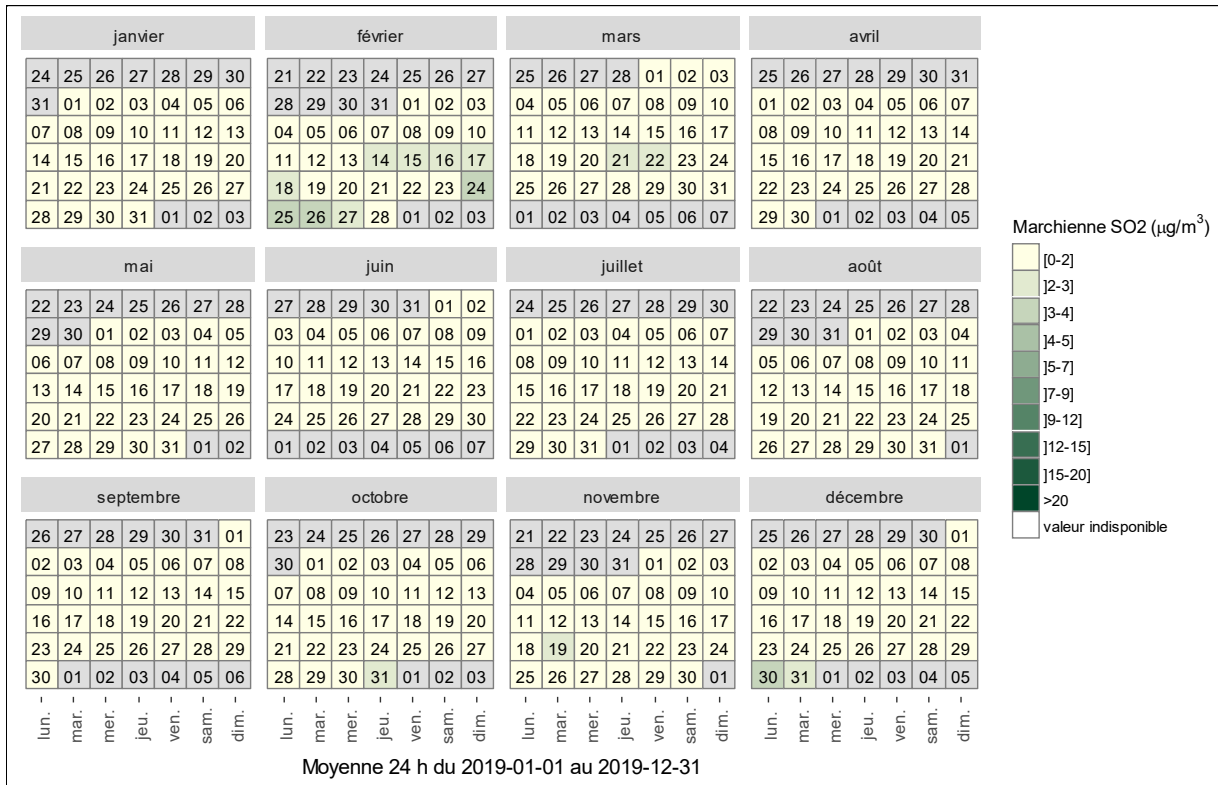 janvier février mars avril
24 25 26 27 28 29 30 21 22 23 24 25 26 27 25 26 27 28 01 02 03 25 26 27 28 29 30 31
31 01 02 03 04 05 06 28 29 30 31 01 02 03 04 05 06 07 08 09 10 01 02 03 04 05 06 07
07 08 09 10 11 12 13 04 05 06 07 08 09 10 11 12 13 14 15 16 17 08 09 10 11 12 13 14
14 15 16 17 18 19 20 11 12 13 14 15 16 17 18 19 20 21 22 23 24 15 16 17 18 19 20 21
21 22 23 24 25 26 27 18 19 20 21 22 23 24 25 26 27 28 29 30 31 22 23 24 25 26 27 28
28 29 30 31 01 02 03 25 26 27 28 01 02 03 01 02 03 04 05 06 07 29 30 01 02 03 04 05
mai juin juillet août
22 23 24 25 26 27 28 27 28 29 30 31 01 02 24 25 26 27 28 29 30 22 23 24 25 26 27 28
29 30 01 02 03 04 05 03 04 05 06 07 08 09 01 02 03 04 05 06 07 29 30 31 01 02 03 04
06 07 08 09 10 11 12 10 11 12 13 14 15 16 08 09 10 11 12 13 14 05 06 07 08 09 10 11
13 14 15 16 17 18 19 17 18 19 20 21 22 23 15 16 17 18 19 20 21 12 13 14 15 16 17 18
20 21 22 23 24 25 26 24 25 26 27 28 29 30 22 23 24 25 26 27 28 19 20 21 22 23 24 25
27 28 29 30 31 01 02 01 02 03 04 05 06 07 29 30 31 01 02 03 04 26 27 28 29 30 31 01
septembre octobre novembre décembre
26 27 28 29 30 31 01 23 24 25 26 27 28 29 21 22 23 24 25 26 27 25 26 27 28 29 30 01
02 03 04 05 06 07 08 30 01 02 03 04 05 06 28 29 30 31 01 02 03 02 03 04 05 06 07 08
09 10 11 12 13 14 15 07 08 09 10 11 12 13 04 05 06 07 08 09 10 09 10 11 12 13 14 15
16 17 18 19 20 21 22 14 15 16 17 18 19 20 11 12 13 14 15 16 17 16 17 18 19 20 21 22
23 24 25 26 27 28 29 21 22 23 24 25 26 27 18 19 20 21 22 23 24 23 24 25 26 27 28 29
30 01 02 03 04 05 06 28 29 30 31 01 02 03 25 26 27 28 29 30 01 30 31 01 02 03 04 05
lun. mar. mer. jeu. ven. sam. dim. lun. mar. mer. jeu. ven. sam. dim. lun. mar. mer. jeu. ven. sam. dim. lun. mar. mer. jeu. ven. sam. dim.
Moyenne 24 h du 2019-01-01 au 2019-12-31
Marchienne SO2 (μg/m³)
[0-2]
]2-3]
]3-4]
]4-5]
]5-7]
]7-9]
]9-12]
]12-15]
]15-20]
>20
valeur indisponible